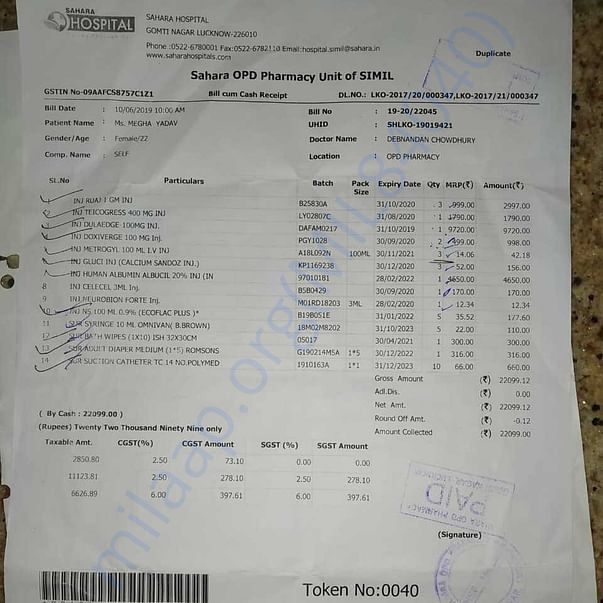 SAHARA
HOSPITAL
SAHARA HOSPITAL
GOMTI NAGAR LUCKNOW-226010
Phone :0522-6780001 Fax:0522-6782110 Email:hospital.simil@sahara.in
www.saharahospitals.com
Duplicate
Sahara OPD Pharmacy Unit of SIMIL
GSTIN No-09AAFCS8757C1Z1 Bill cum Cash Receipt DL.NO.: LKO-2017/20/000347,LKO-2017/21/000347
Bill Date : 10/06/2019 10:00 AM Bill No : 19-20/22045
Patient Name : Ms. MEGHA YADAV UHID : SHLKO-19019421
Gender/Age : Female/22 Doctor Name : DEBNANDAN CHOWDHURY
Comp. Name : SELF Location : OPD PHARMACY
SL.No Particulars Batch Pack Size Expiry Date Qty MRP(₹) Amount(₹)
INJ 1 GM INJ B25830A 31/10/2020 3 999.00 2997.00
INJ TEICOGRESS 400 MG INJ LY02807C 31/08/2020 1 1790.00 1790.00
INJ DULAEDGE 100MG INJ. DAFAM0217 31/10/2019 1 9720.00 9720.00
INJ DOXIVERGE 100 Mg Inj. PGY1028 30/09/2019 2 499.00 998.00
INJ METROGYL 100 ML I.V INJ A18L092N 100ML 30/11/2021 3 14.06 42.18
INJ GLUCI INJ (CALCIUM SANDOZ INJ.) KP1169238 30/12/2020 3 52.00 156.00
INJ HUMAN ALBUMIN ALBUCIL 20% INJ (IN 97010181 28/02/2022 1 4650.00 4650.00
8 INJ CELECEL 3ML Inj. B5B0429 30/09/2020 1 170.00 170.00
9 INJ NEUROBION FORTE Inj. M01RD18203 3ML 28/02/2020 1 12.34 12.34
10 INJ NS 100 ML 0.9% (ECOFLAC PLUS )* B19B051E 31/01/2022 5 35.52 177.60
11 SUR SYRINGE 10 ML OMNIVAN( B.BROWN) 18M02M8202 31/10/2023 5 22.00 110.00
12 SUR BATH WIPES (1X10) ISH 32X30CM 05017 30/04/2021 1 300.00 300.00
13 SUR ADULT DIAPER MEDIUM (1*5) ROMSONS G190214M5A 1*5 31/12/2022 1 316.00 316.00
14 SUR SUCTION CATHETER TC 14 NO.POLYMED 1910163A 1*1 31/12/2023 10 66.00 660.00
Gross Amount (₹) 22099.12
Adl.Dis. (₹) 0.00
Net Amt. (₹) 22099.12
Round Off Amt. (₹) -0.12
Amount Collected (₹) 22099.00
( By Cash : 22099.00 )
(Rupees) Twenty Two Thousand Ninety Nine only
Taxable Amt. CGST(%) CGST Amount SGST (%) SGST Amount
2850.80 2.50 73.10 0.00 0.00
11123.81 2.50 278.10 2.50 278.10
6626.89 6.00 397.61 6.00 397.61
PAID
(Signature)
Token No:0040